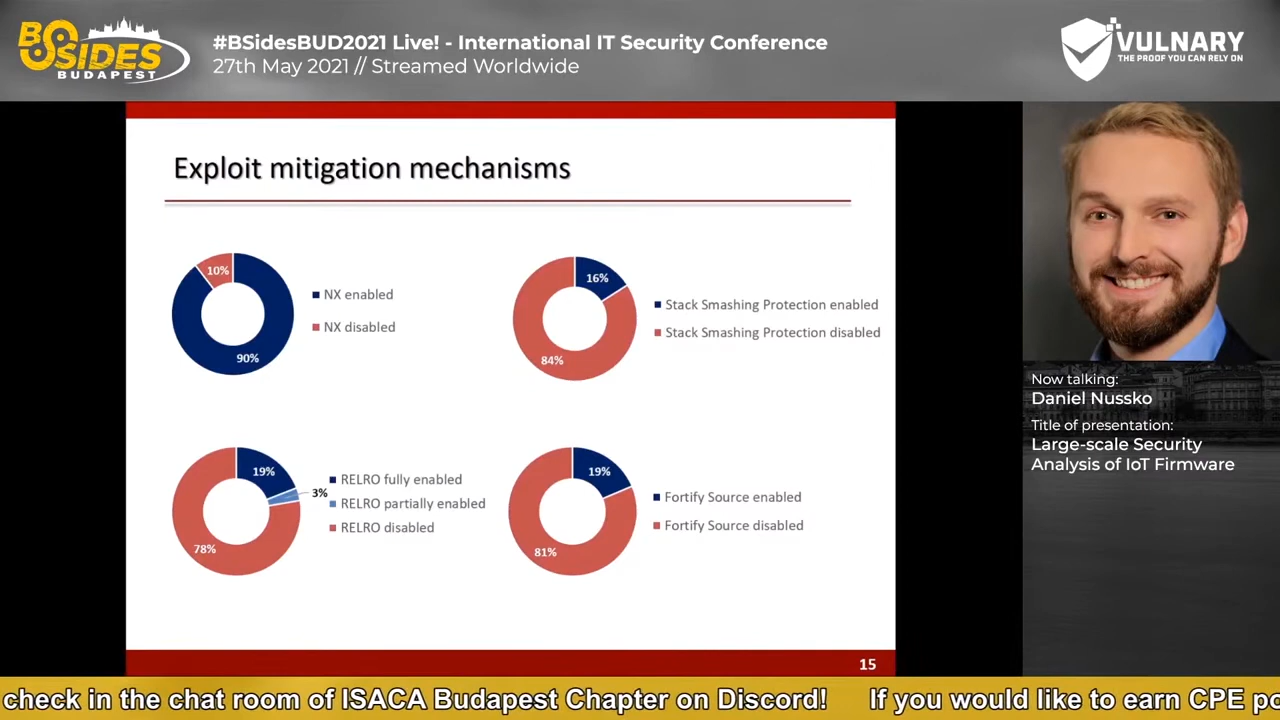 BSIDES
BUDAPEST
#BSidesBUD2021 Live! - International IT Security Conference
27th May 2021 // Streamed Worldwide
VULNARY
THE PROOF YOU CAN RELY ON
Exploit mitigation mechanisms
10%
90%
NX enabled
NX disabled
16%
84%
Stack Smashing Protection enabled
Stack Smashing Protection disabled
19%
3%
78%
RELRO fully enabled
RELRO partially enabled
RELRO disabled
19%
81%
Fortify Source enabled
Fortify Source disabled
15
Now talking:
Daniel Nussko
Title of presentation:
Large-scale Security
Analysis of IoT Firmware
check in the chat room of ISACA Budapest Chapter on Discord! If you would like to earn CPE po